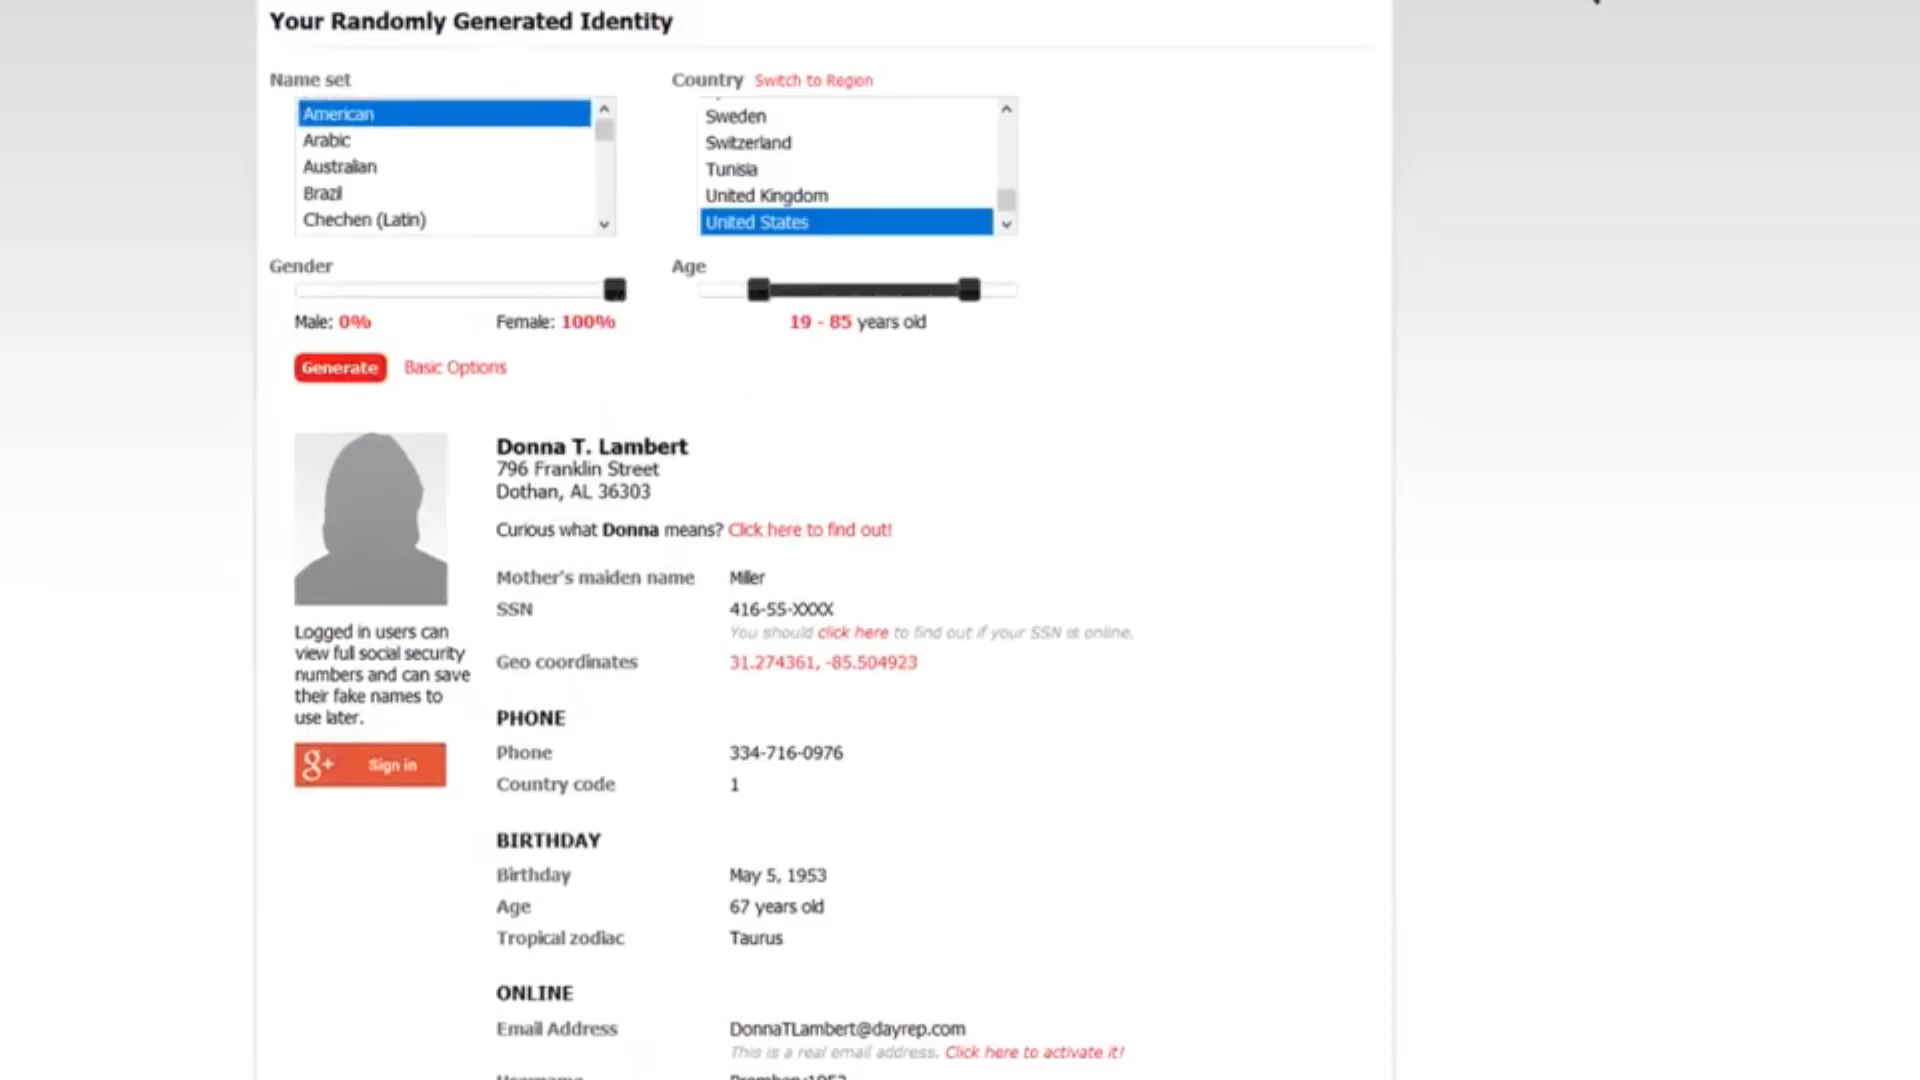 Your Randomly Generated Identity
Name set
American
Arabic
Australian
Brazil
Chechen (Latin)
Country Switch to Region
Sweden
Switzerland
Tunisia
United Kingdom
United States
Gender
Male: 0% Female: 100%
Age
19 - 85 years old
Generate Basic Options
Logged in users can
view full social security
numbers and can save
their fake names to
use later.
g+ Sign in
Donna T. Lambert
796 Franklin Street
Dothan, AL 36303
Curious what Donna means? Click here to find out!
Mother's maiden name Miller
SSN 416-55-XXXX
You should click here to find out if your SSN is online.
Geo coordinates 31.274361, -85.504923
PHONE
Phone 334-716-0976
Country code 1
BIRTHDAY
Birthday May 5, 1953
Age 67 years old
Tropical zodiac Taurus
ONLINE
Email Address DonnaTLambert@dayrep.com
This is a real email address. Click here to activate it!